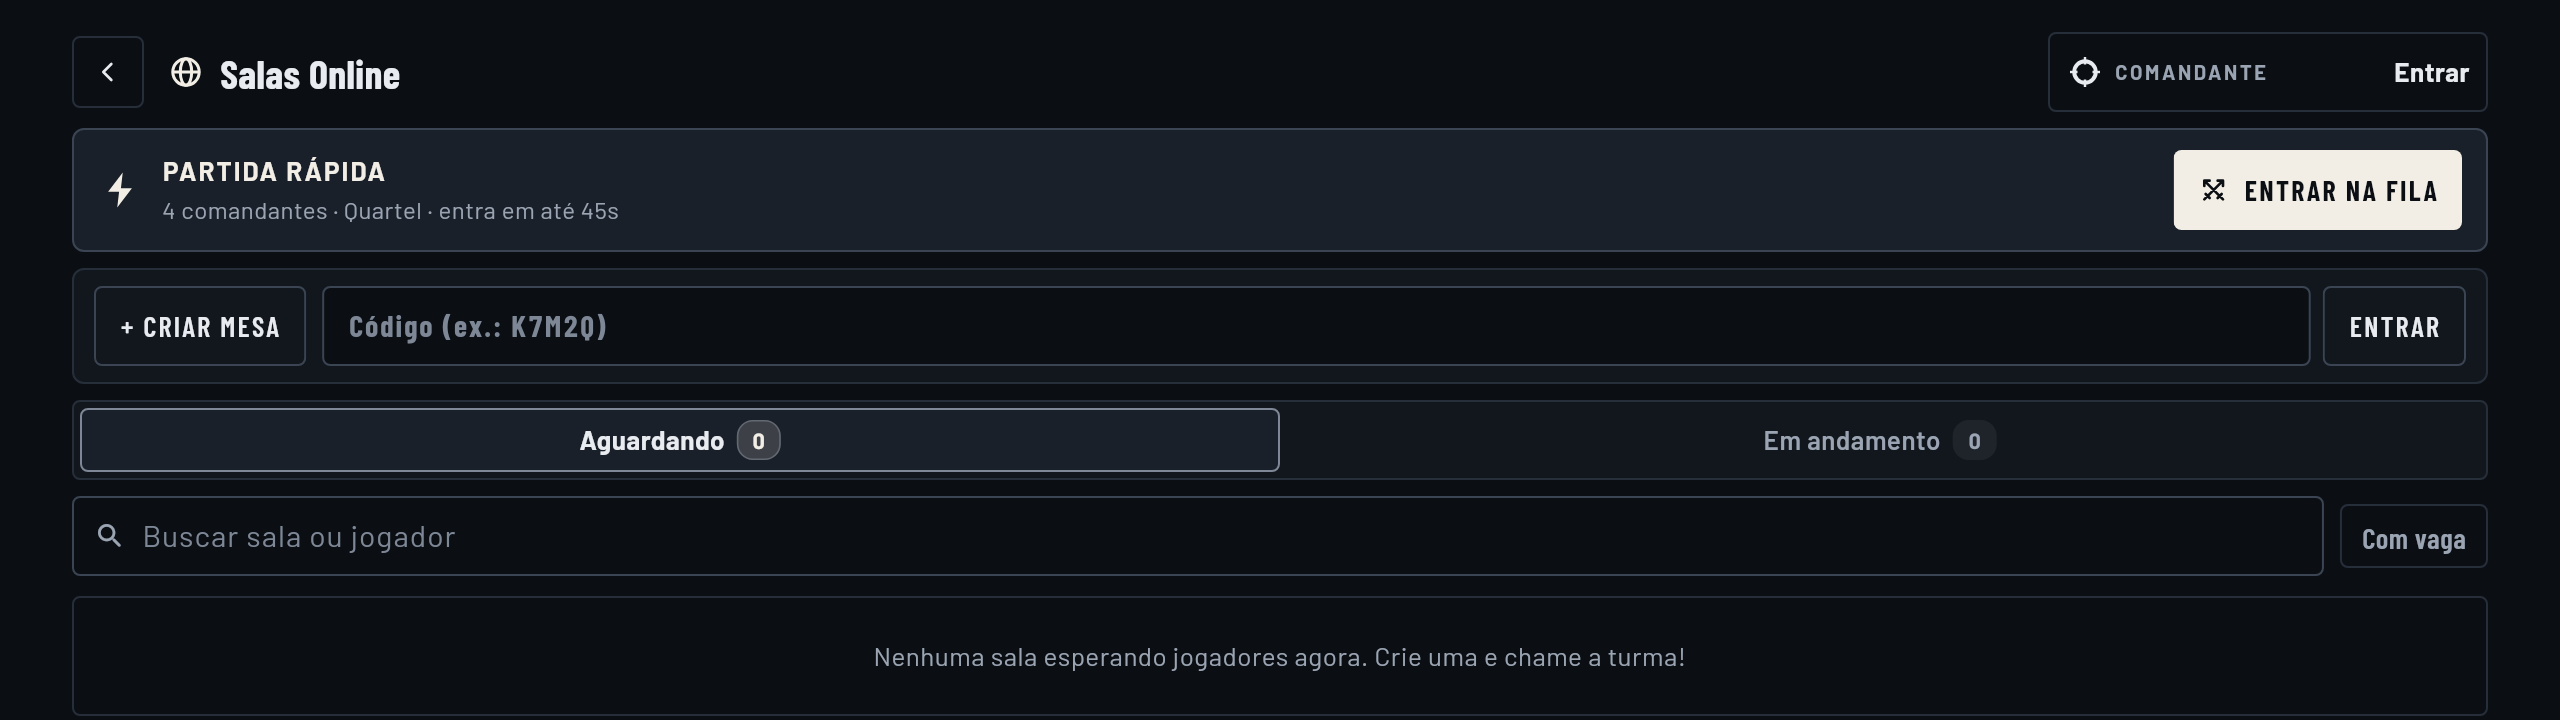 Salas Online
COMANDANTE Entrar
PARTIDA RÁPIDA
4 comandantes · Quartel · entra em até 45s
ENTRAR NA FILA
+ CRIAR MESA
Código (ex.: K7M2Q)
ENTRAR
Aguardando 0
Em andamento 0
Buscar sala ou jogador
Com vaga
Nenhuma sala esperando jogadores agora. Crie uma e chame a turma!